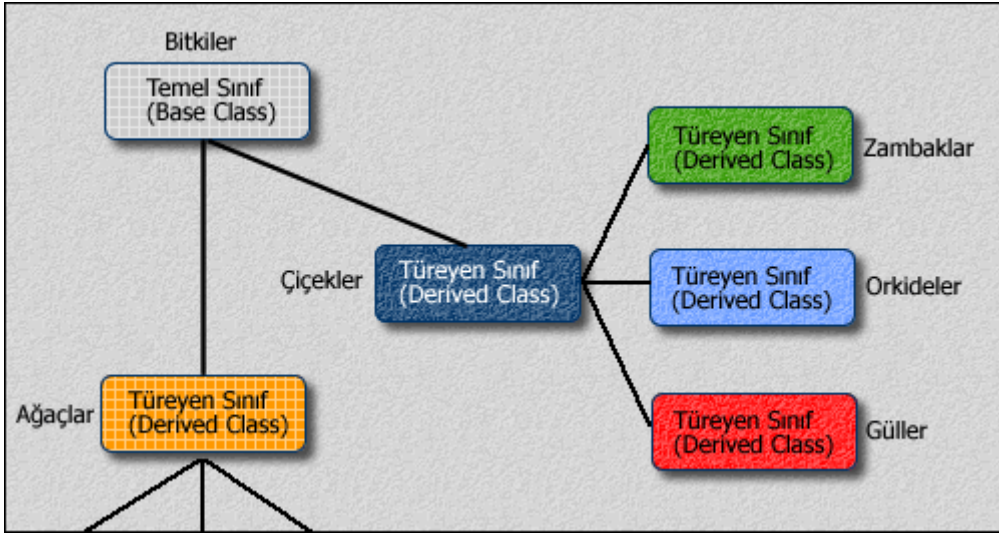 Bitkiler
Temel Sınıf
(Base Class)
Türeyen Sınıf
(Derived Class)
Zambaklar
Çiçekler
Türeyen Sınıf
(Derived Class)
Türeyen Sınıf
(Derived Class)
Orkideler
Ağaçlar
Türeyen Sınıf
(Derived Class)
Türeyen Sınıf
(Derived Class)
Güller